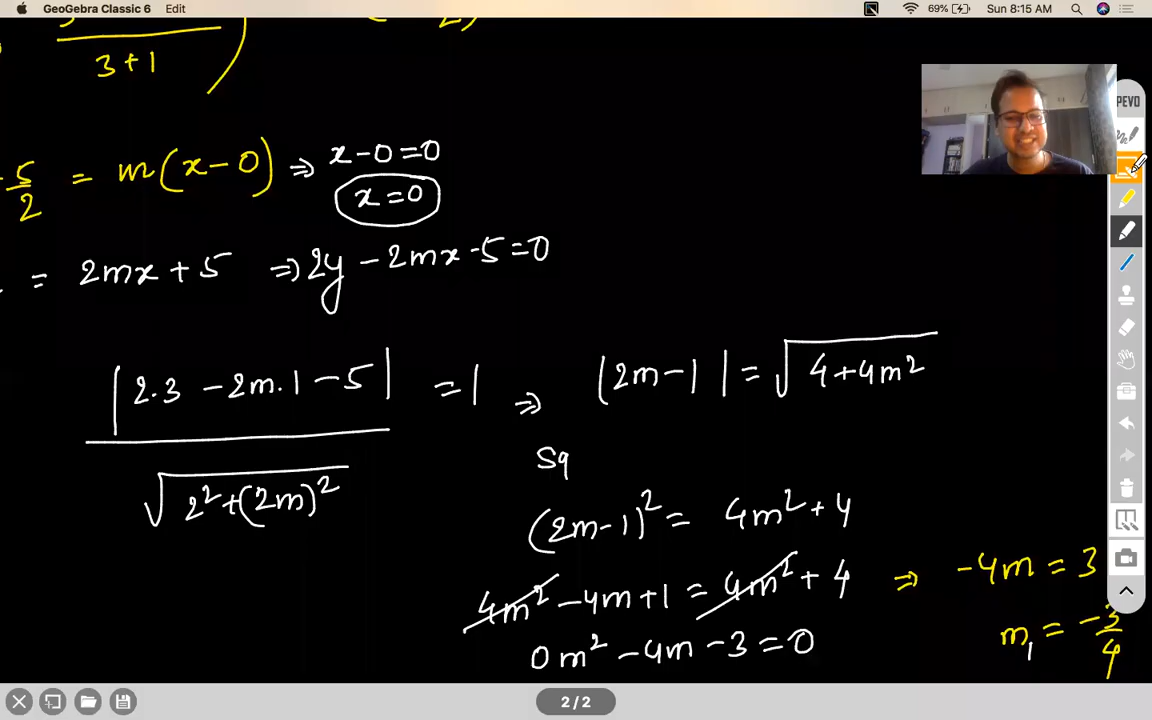 GeoGebra Classic 6 Edit 69% Sun 8:15 AM
3+1
PEVO
-5/2 = m(x-0) ⇒ x-0=0
x=0
= 2mx+5 ⇒ 2y-2mx-5=0
|2.3 -2m.1 -5| / √2²+(2m)² = 1 ⇒ |2m-1| = √4+4m²
Sq
(2m-1)² = 4m²+4
4m² -4m+1 = 4m² + 4 ⇒ -4m = 3
0m² -4m -3 = 0 m₁ = -3/4
2 / 2